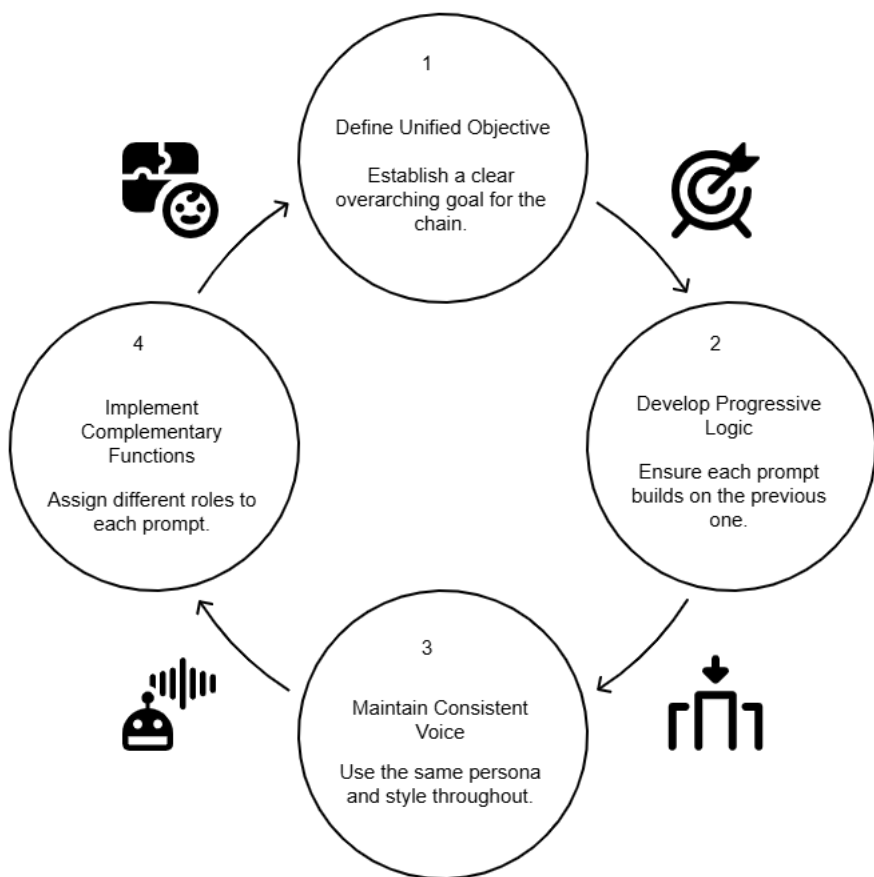 1
Define Unified Objective
Establish a clear
overarching goal for the
chain.
2
Develop Progressive
Logic
Ensure each prompt
builds on the previous
one.
3
Maintain Consistent
Voice
Use the same persona
and style throughout.
4
Implement
Complementary
Functions
Assign different roles to
each prompt.